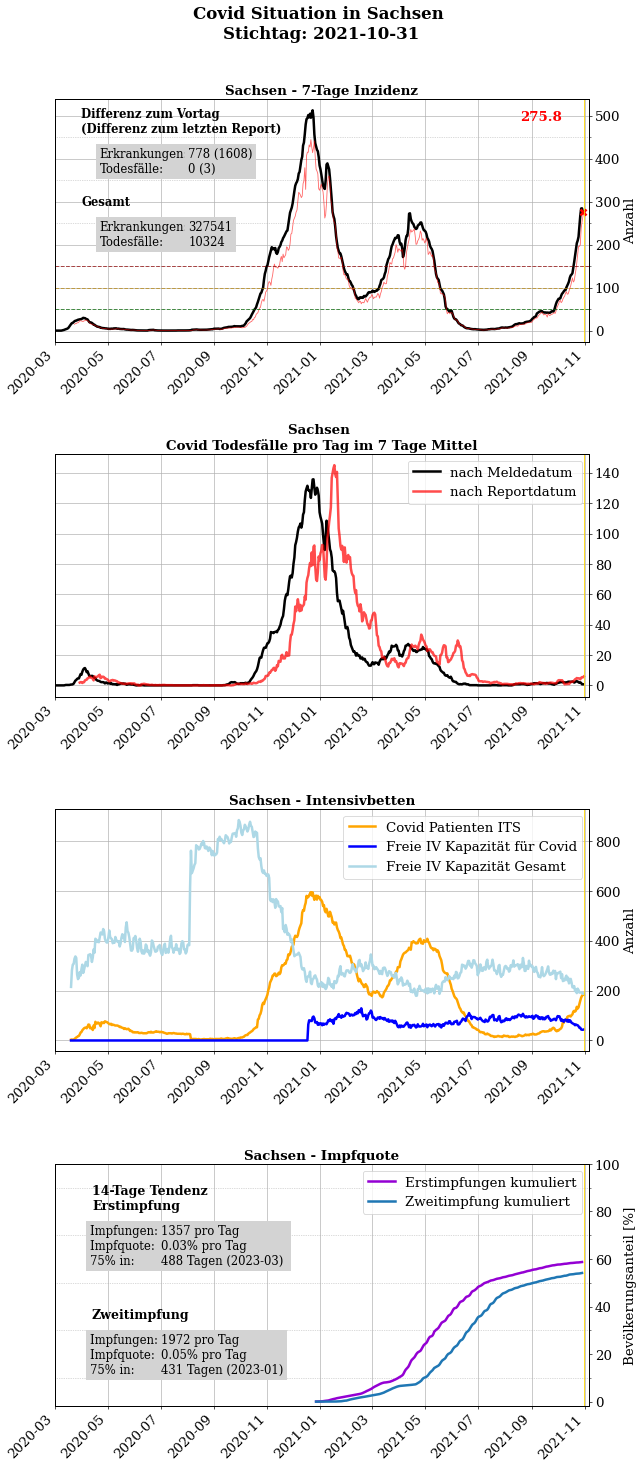 Covid Situation in Sachsen
Stichtag: 2021-10-31
Sachsen - 7-Tage Inzidenz
Differenz zum Vortag
(Differenz zum letzten Report)
Erkrankungen 778 (1608)
Todesfälle: 0 (3)
Gesamt
Erkrankungen 327541
Todesfälle: 10324
275.8
500
400
300
200
100
0
Anzahl
2020-03
2020-05
2020-07
2020-09
2020-11
2021-01
2021-03
2021-05
2021-07
2021-09
2021-11
Sachsen
Covid Todesfälle pro Tag im 7 Tage Mittel
nach Meldedatum
nach Reportdatum
140
120
100
80
60
40
20
0
2020-03
2020-05
2020-07
2020-09
2020-11
2021-01
2021-03
2021-05
2021-07
2021-09
2021-11
Sachsen - Intensivbetten
Covid Patienten ITS
Freie IV Kapazität für Covid
Freie IV Kapazität Gesamt
800
600
400
200
0
Anzahl
2020-03
2020-05
2020-07
2020-09
2020-11
2021-01
2021-03
2021-05
2021-07
2021-09
2021-11
Sachsen - Impfquote
14-Tage Tendenz
Erstimpfung
Impfungen: 1357 pro Tag
Impfquote: 0.03% pro Tag
75% in: 488 Tagen (2023-03)
Zweitimpfung
Impfungen: 1972 pro Tag
Impfquote: 0.05% pro Tag
75% in: 431 Tagen (2023-01)
Erstimpfungen kumuliert
Zweitimpfung kumuliert
100
80
60
40
20
0
Bevölkerungsanteil [%]
2020-03
2020-05
2020-07
2020-09
2020-11
2021-01
2021-03
2021-05
2021-07
2021-09
2021-11